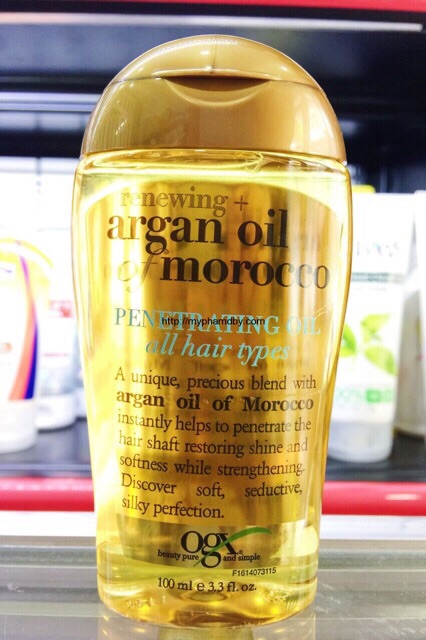 renewing +
argan oil
of morocco
PENETRATING OIL
http://myphamdby.com
all hair types
A unique, precious blend with
argan oil of Morocco
instantly helps to penetrate the
hair shaft restoring shine and
softness while strengthening.
Discover soft, seductive,
silky perfection.
ogx®
beauty pure and simple®
F1614073115
100 ml e 3.3 fl. oz.